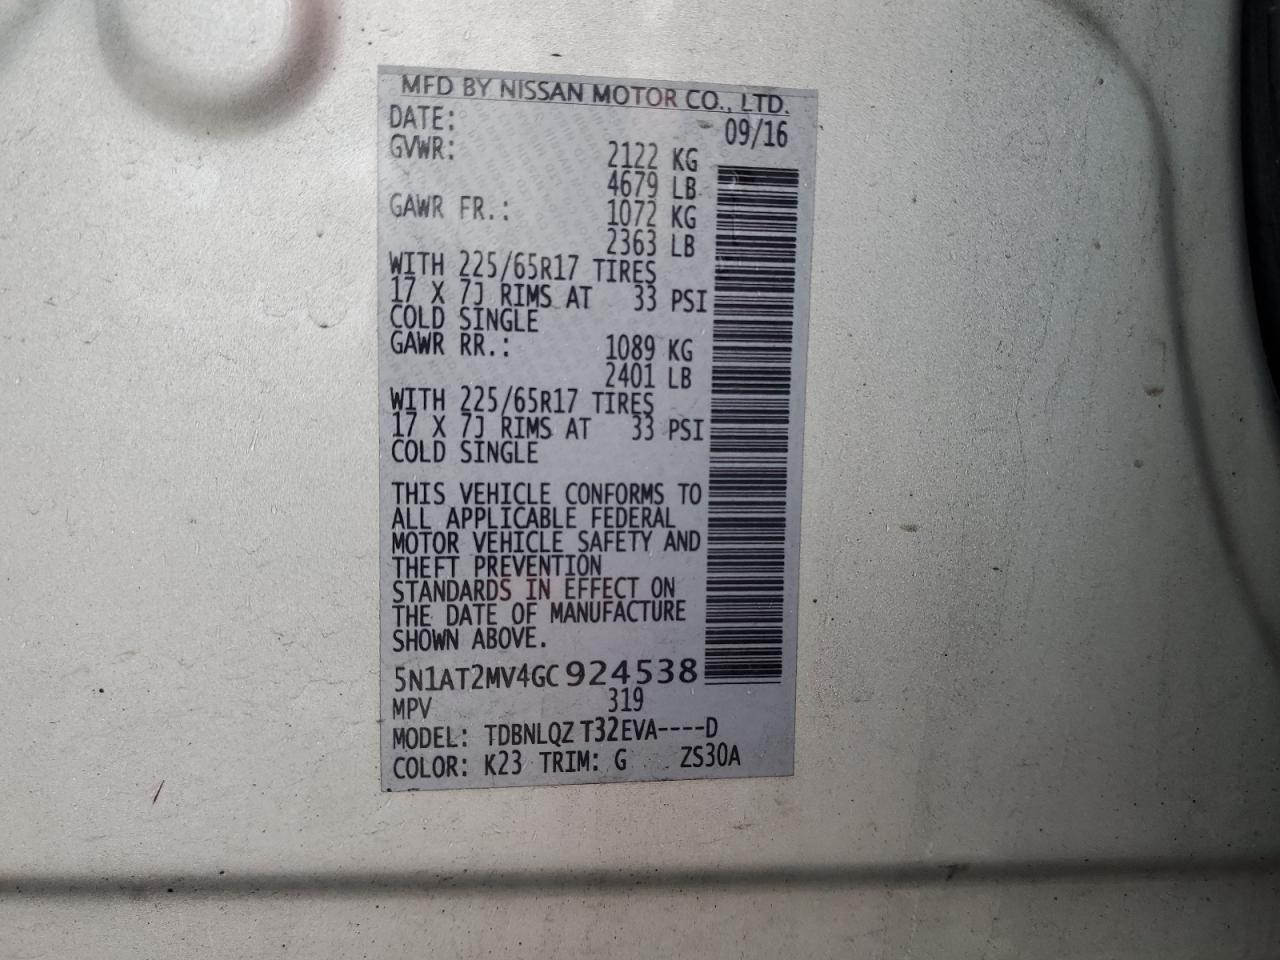 MFD BY NISSAN MOTOR CO., LTD.
DATE: 09/16
GVWR: 2122 KG
4679 LB
GAWR FR.: 1072 KG
2363 LB
WITH 225/65R17 TIRES
17 X 7J RIMS AT 33 PSI
COLD SINGLE
GAWR RR.: 1089 KG
2401 LB
WITH 225/65R17 TIRES
17 X 7J RIMS AT 33 PSI
COLD SINGLE
THIS VEHICLE CONFORMS TO
ALL APPLICABLE FEDERAL
MOTOR VEHICLE SAFETY AND
THEFT PREVENTION
STANDARDS IN EFFECT ON
THE DATE OF MANUFACTURE
SHOWN ABOVE.
5N1AT2MV4GC924538
MPV 319
MODEL: TDBNLQZ T32EVA----D
COLOR: K23 TRIM: G ZS30A